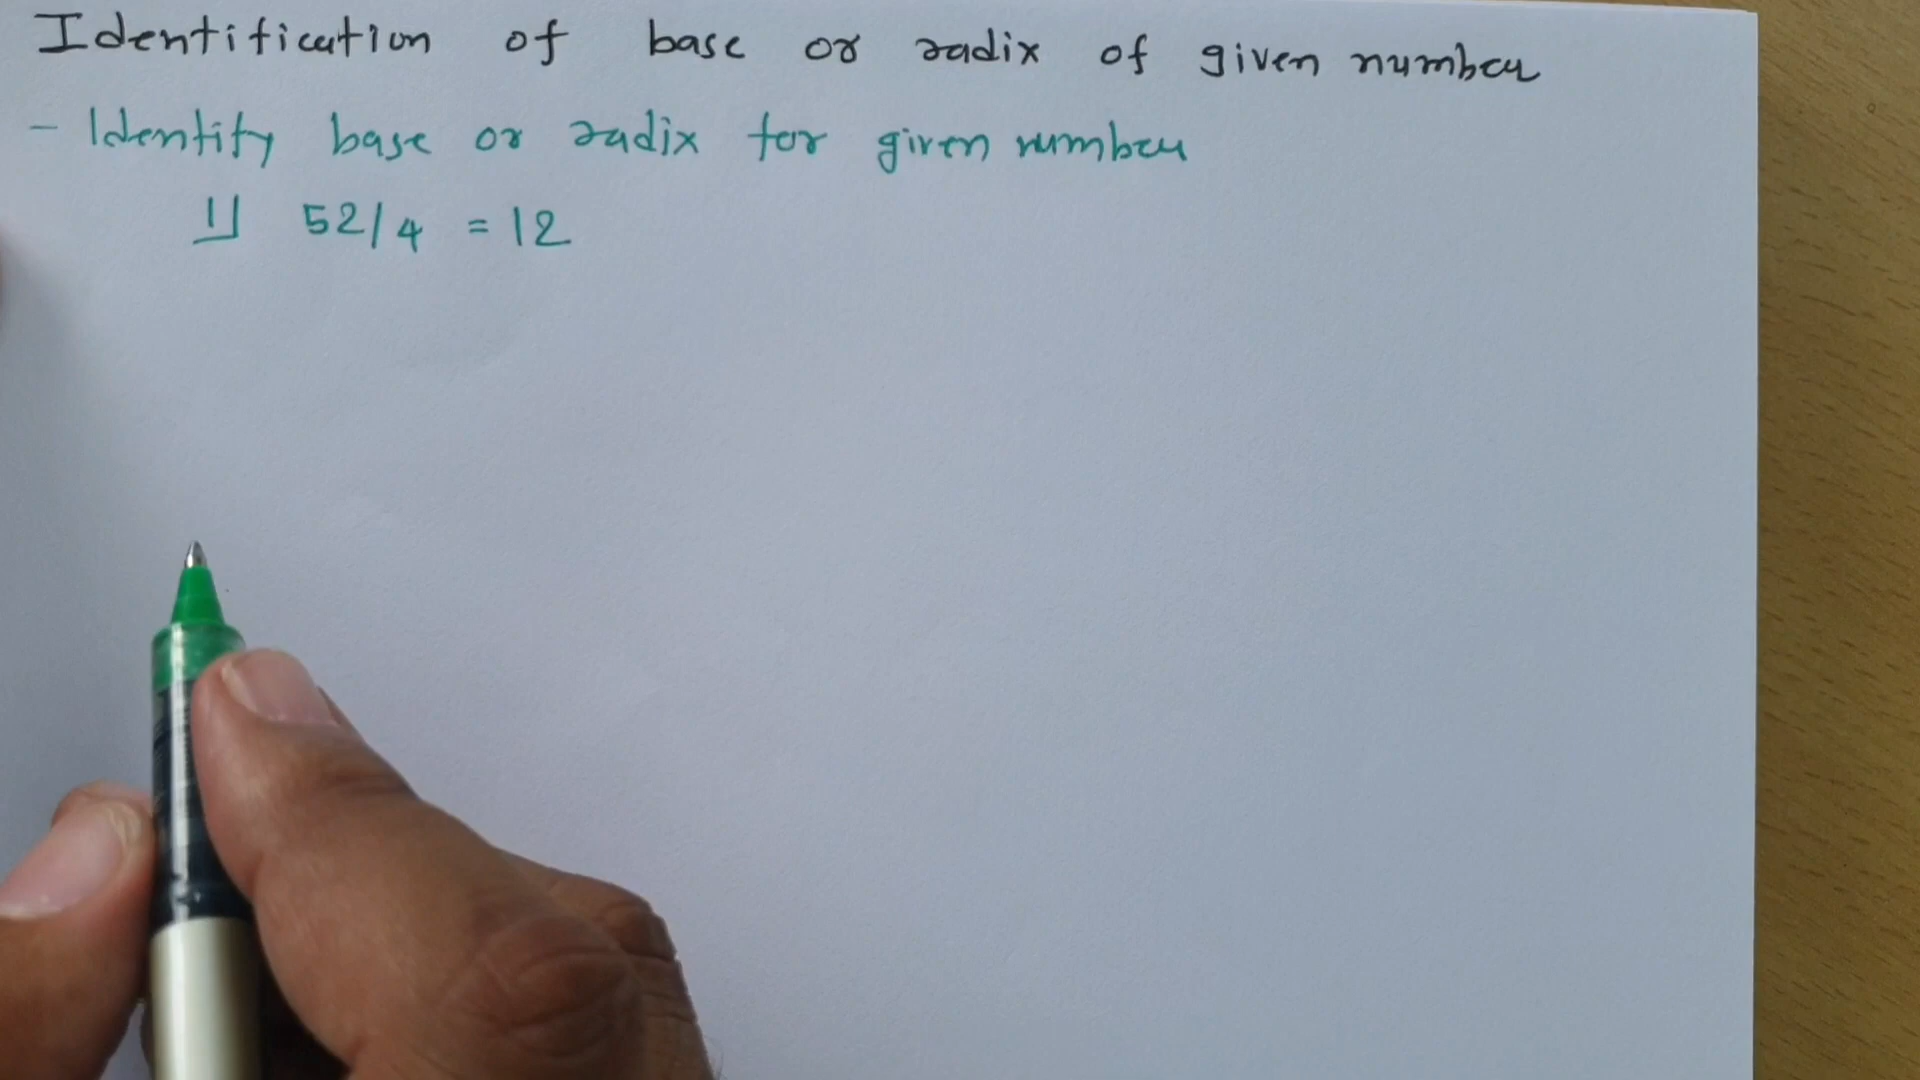 Identification of base or radix of given number
- Identify base or radix for given number
1) 52/4 = 12